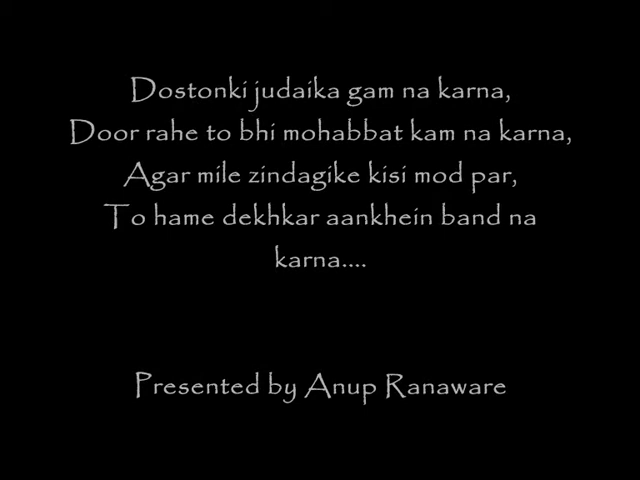 Dostonki judaika gam na karna,
Door rahe to bhi mohabbat kam na karna,
Agar mile zindagike kisi mod par,
To hame dekhkar aankhein band na
karna....
Presented by Anup Ranaware